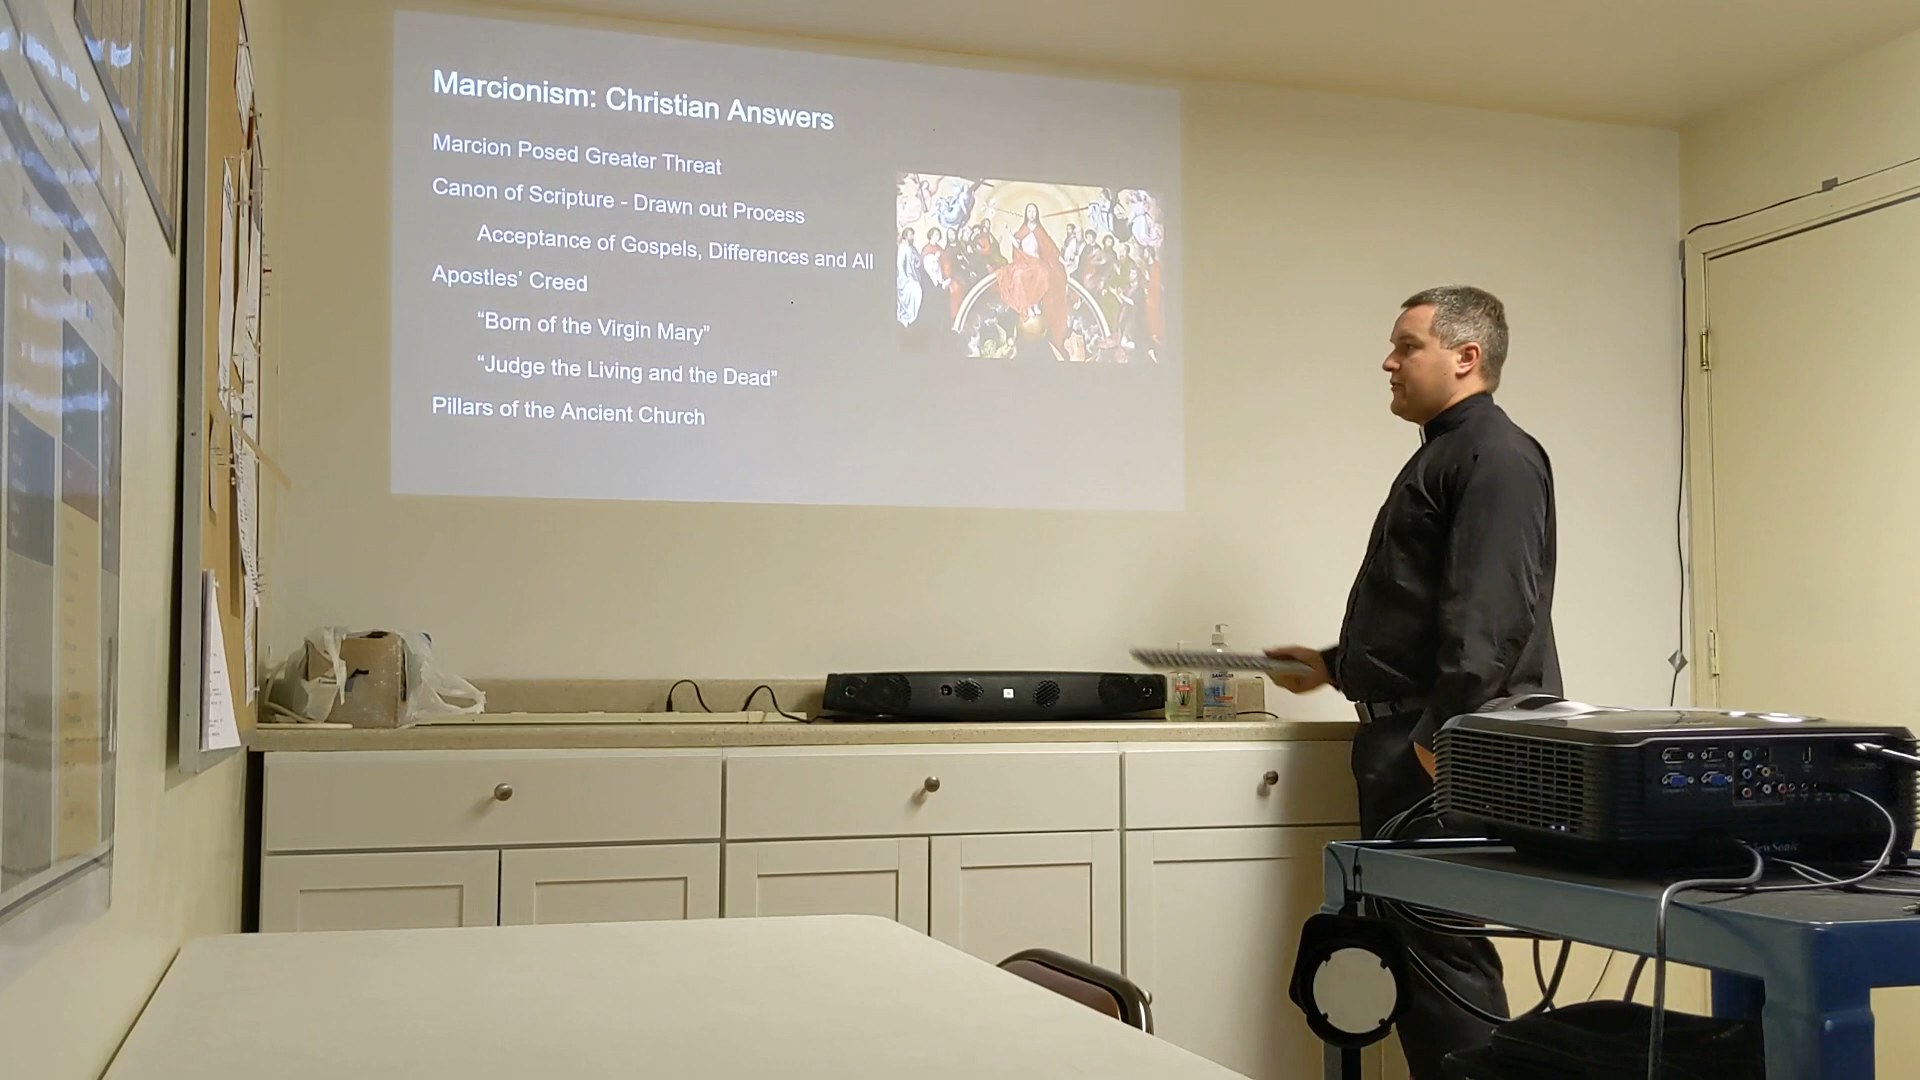 Marcionism: Christian Answers
Marcion Posed Greater Threat
Canon of Scripture - Drawn out Process
Acceptance of Gospels, Differences and All
Apostles’ Creed
“Born of the Virgin Mary”
“Judge the Living and the Dead”
Pillars of the Ancient Church
ViewSonic